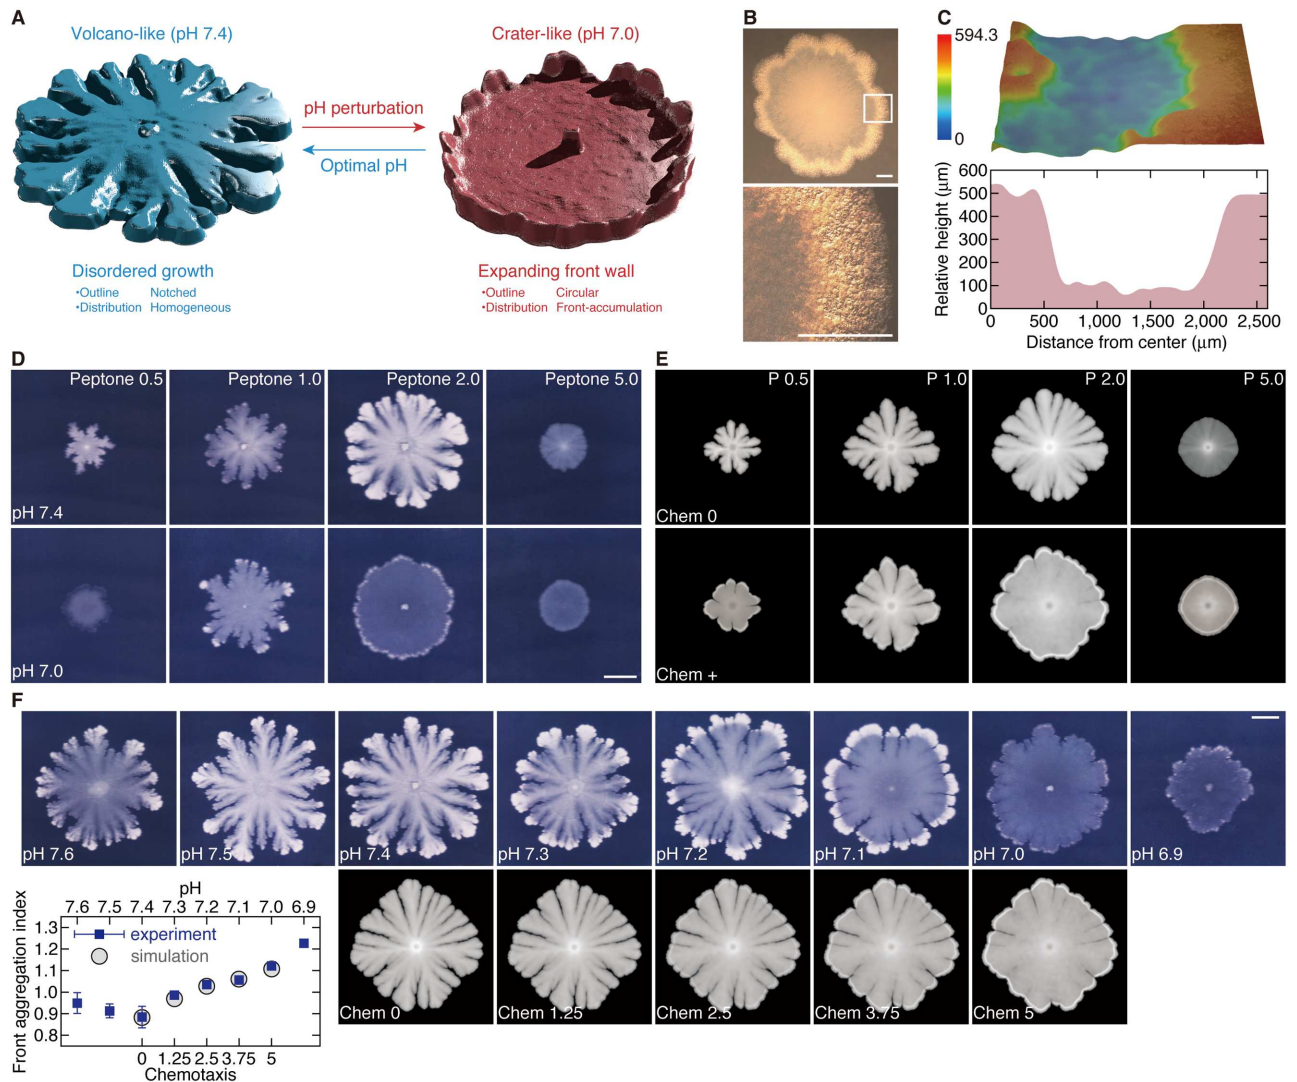 A
Volcano-like (pH 7.4)
Crater-like (pH 7.0)
pH perturbation
Optimal pH
Disordered growth
•Outline Notched
•Distribution Homogeneous
Expanding front wall
•Outline Circular
•Distribution Front-accumulation
B
C
594.3
0
Relative height (μm)
600
500
400
300
200
100
0
0 500 1,000 1,500 2,000 2,500
Distance from center (μm)
D
Peptone 0.5 Peptone 1.0 Peptone 2.0 Peptone 5.0
pH 7.4
pH 7.0
E
P 0.5 P 1.0 P 2.0 P 5.0
Chem 0
Chem +
F
pH 7.6 pH 7.5 pH 7.4 pH 7.3 pH 7.2 pH 7.1 pH 7.0 pH 6.9
pH
7.6 7.5 7.4 7.3 7.2 7.1 7.0 6.9
Front aggregation index
1.3
1.2
1.1
1.0
0.9
0.8
experiment
simulation
0 1.25 2.5 3.75 5
Chemotaxis
Chem 0 Chem 1.25 Chem 2.5 Chem 3.75 Chem 5